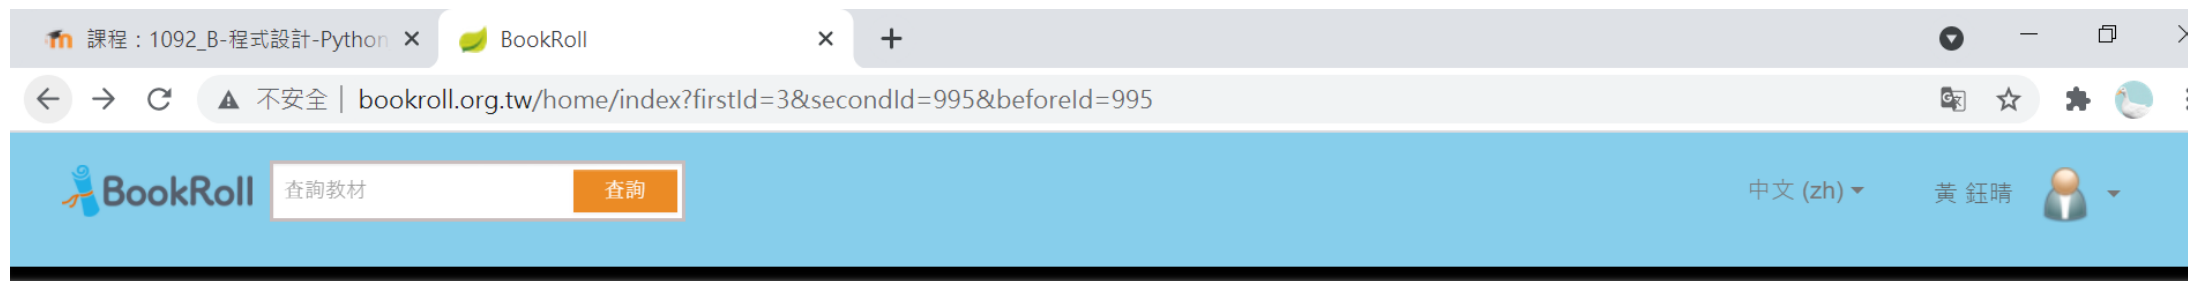 課程：1092_B-程式設計-Python
BookRoll
不安全 | bookroll.org.tw/home/index?firstId=3&secondId=995&beforeId=995
BookRoll
查詢教材
查詢
中文 (zh)
黃 鈺晴